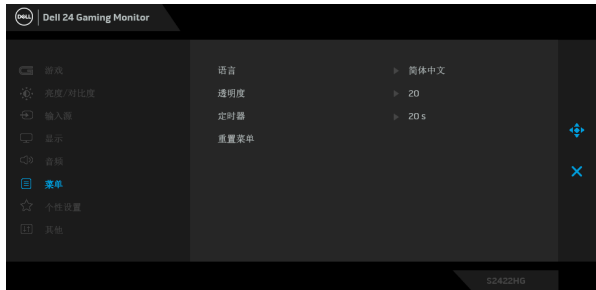 DELL Dell 24 Gaming Monitor
游戏
亮度/对比度
输入源
显示
音频
菜单
个性设置
其他
语言 简体中文
透明度 20
定时器 20 s
重置菜单
S2422HG